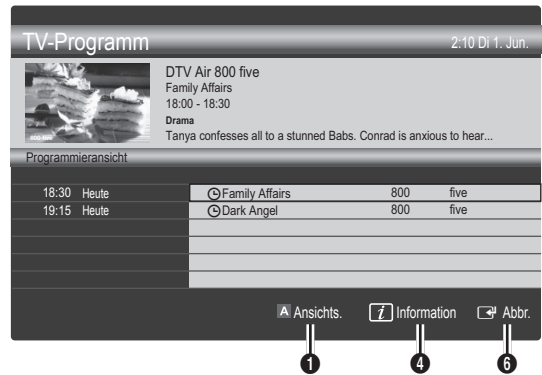 TV-Programm 2:10 Di 1. Jun.
DTV Air 800 five
Family Affairs
18:00 - 18:30
Drama
Tanya confesses all to a stunned Babs. Conrad is anxious to hear...
Programmieransicht
18:30 Heute Family Affairs 800 five
19:15 Heute Dark Angel 800 five
A Ansichts. i Information Abbr.
1 4 6